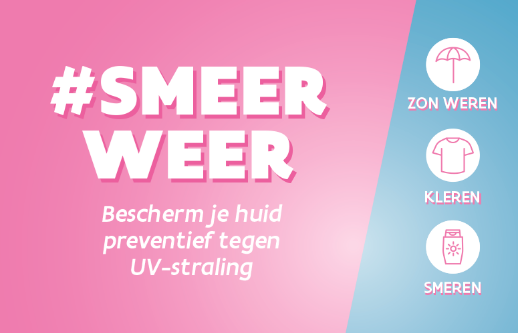 #SMEER
WEER
Bescherm je huid
preventief tegen
UV-straling
ZON WEREN
KLEREN
SMEREN